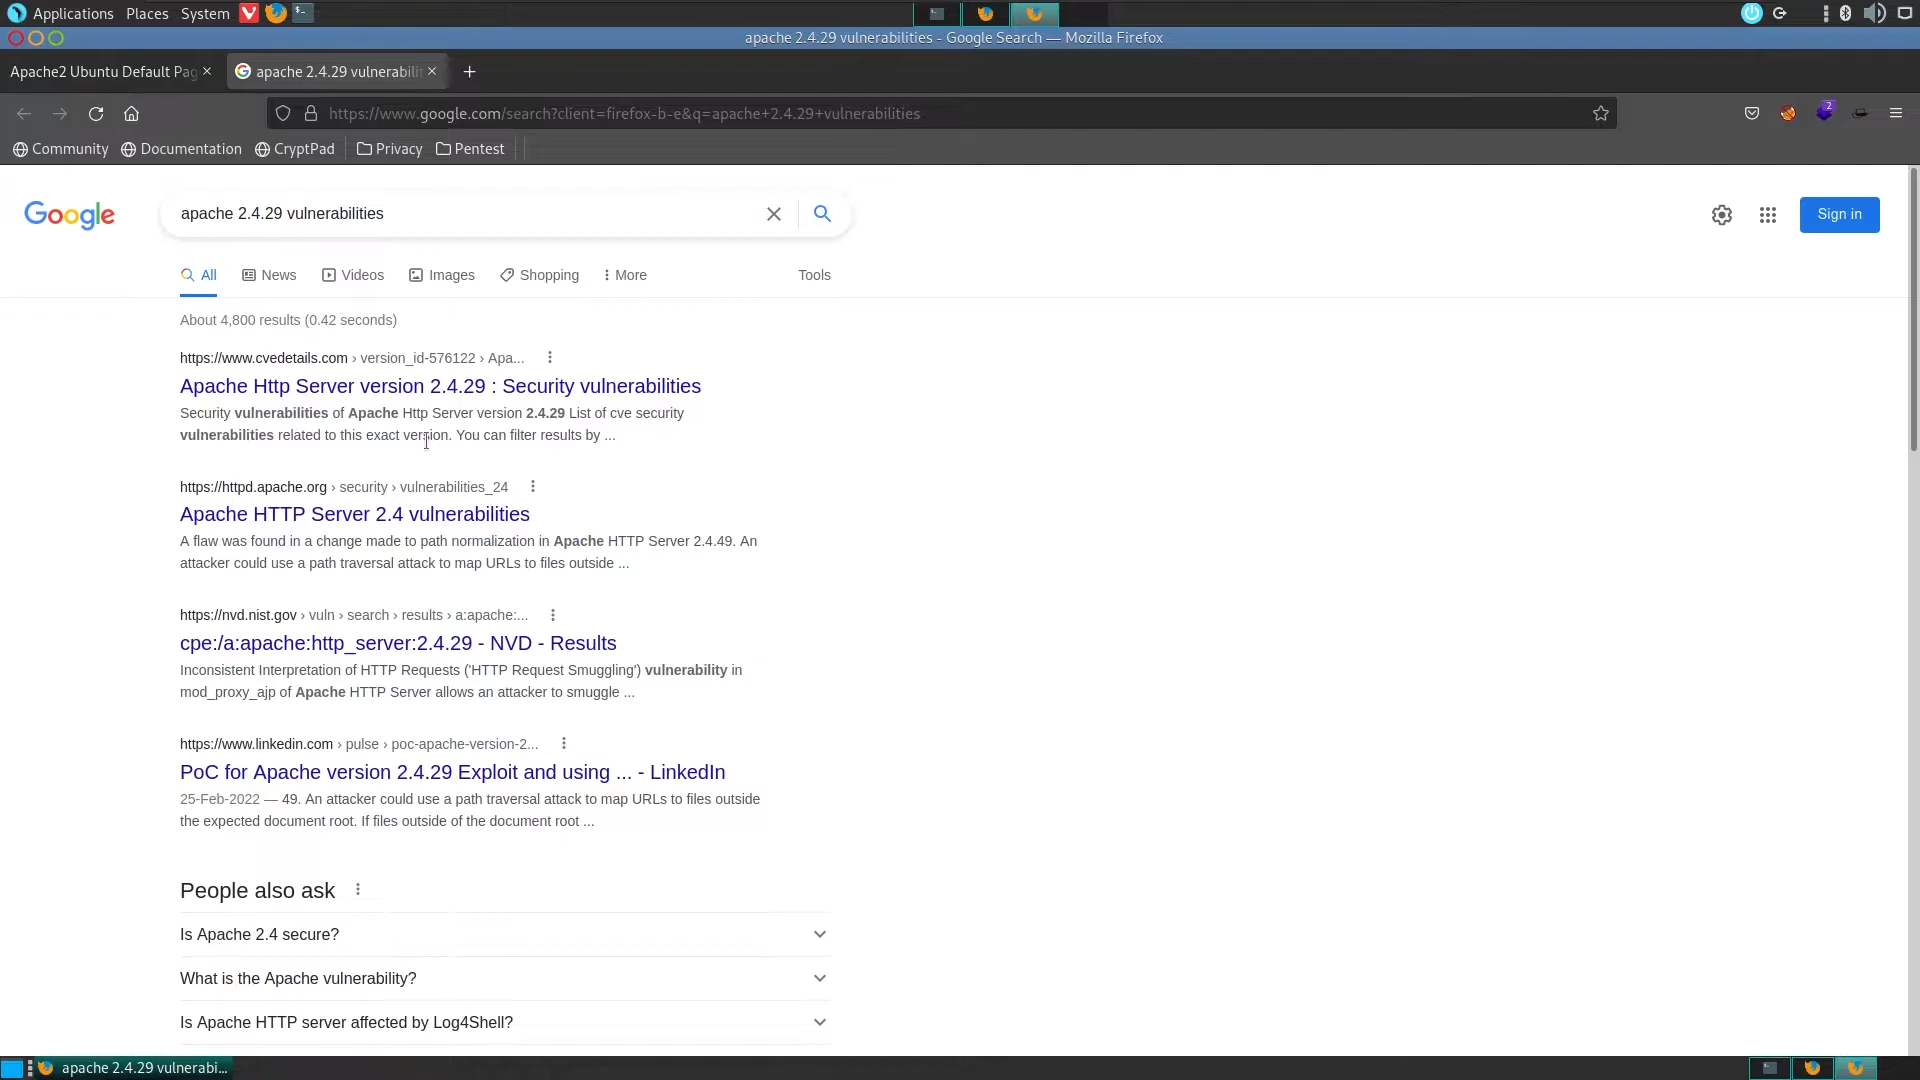 Applications Places System
apache 2.4.29 vulnerabilities - Google Search — Mozilla Firefox
Apache2 Ubuntu Default Pag
apache 2.4.29 vulnerabilit
https://www.google.com/search?client=firefox-b-e&q=apache+2.4.29+vulnerabilities
2
Community Documentation CryptPad Privacy Pentest
Google
apache 2.4.29 vulnerabilities
Sign in
All News Videos Images Shopping More Tools
About 4,800 results (0.42 seconds)
https://www.cvedetails.com › version_id-576122 › Apa...
Apache Http Server version 2.4.29 : Security vulnerabilities
Security vulnerabilities of Apache Http Server version 2.4.29 List of cve security
vulnerabilities related to this exact version. You can filter results by ...
https://httpd.apache.org › security › vulnerabilities_24
Apache HTTP Server 2.4 vulnerabilities
A flaw was found in a change made to path normalization in Apache HTTP Server 2.4.49. An
attacker could use a path traversal attack to map URLs to files outside ...
https://nvd.nist.gov › vuln › search › results › a:apache:...
cpe:/a:apache:http_server:2.4.29 - NVD - Results
Inconsistent Interpretation of HTTP Requests ('HTTP Request Smuggling') vulnerability in
mod_proxy_ajp of Apache HTTP Server allows an attacker to smuggle ...
https://www.linkedin.com › pulse › poc-apache-version-2...
PoC for Apache version 2.4.29 Exploit and using ... - LinkedIn
25-Feb-2022 — 49. An attacker could use a path traversal attack to map URLs to files outside
the expected document root. If files outside of the document root ...
People also ask
Is Apache 2.4 secure?
What is the Apache vulnerability?
Is Apache HTTP server affected by Log4Shell?
apache 2.4.29 vulnerabi...